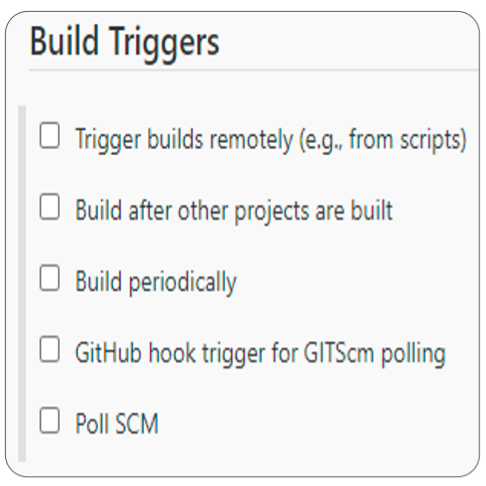 Build Triggers
Trigger builds remotely (e.g., from scripts)
Build after other projects are built
Build periodically
GitHub hook trigger for GITScm polling
Poll SCM